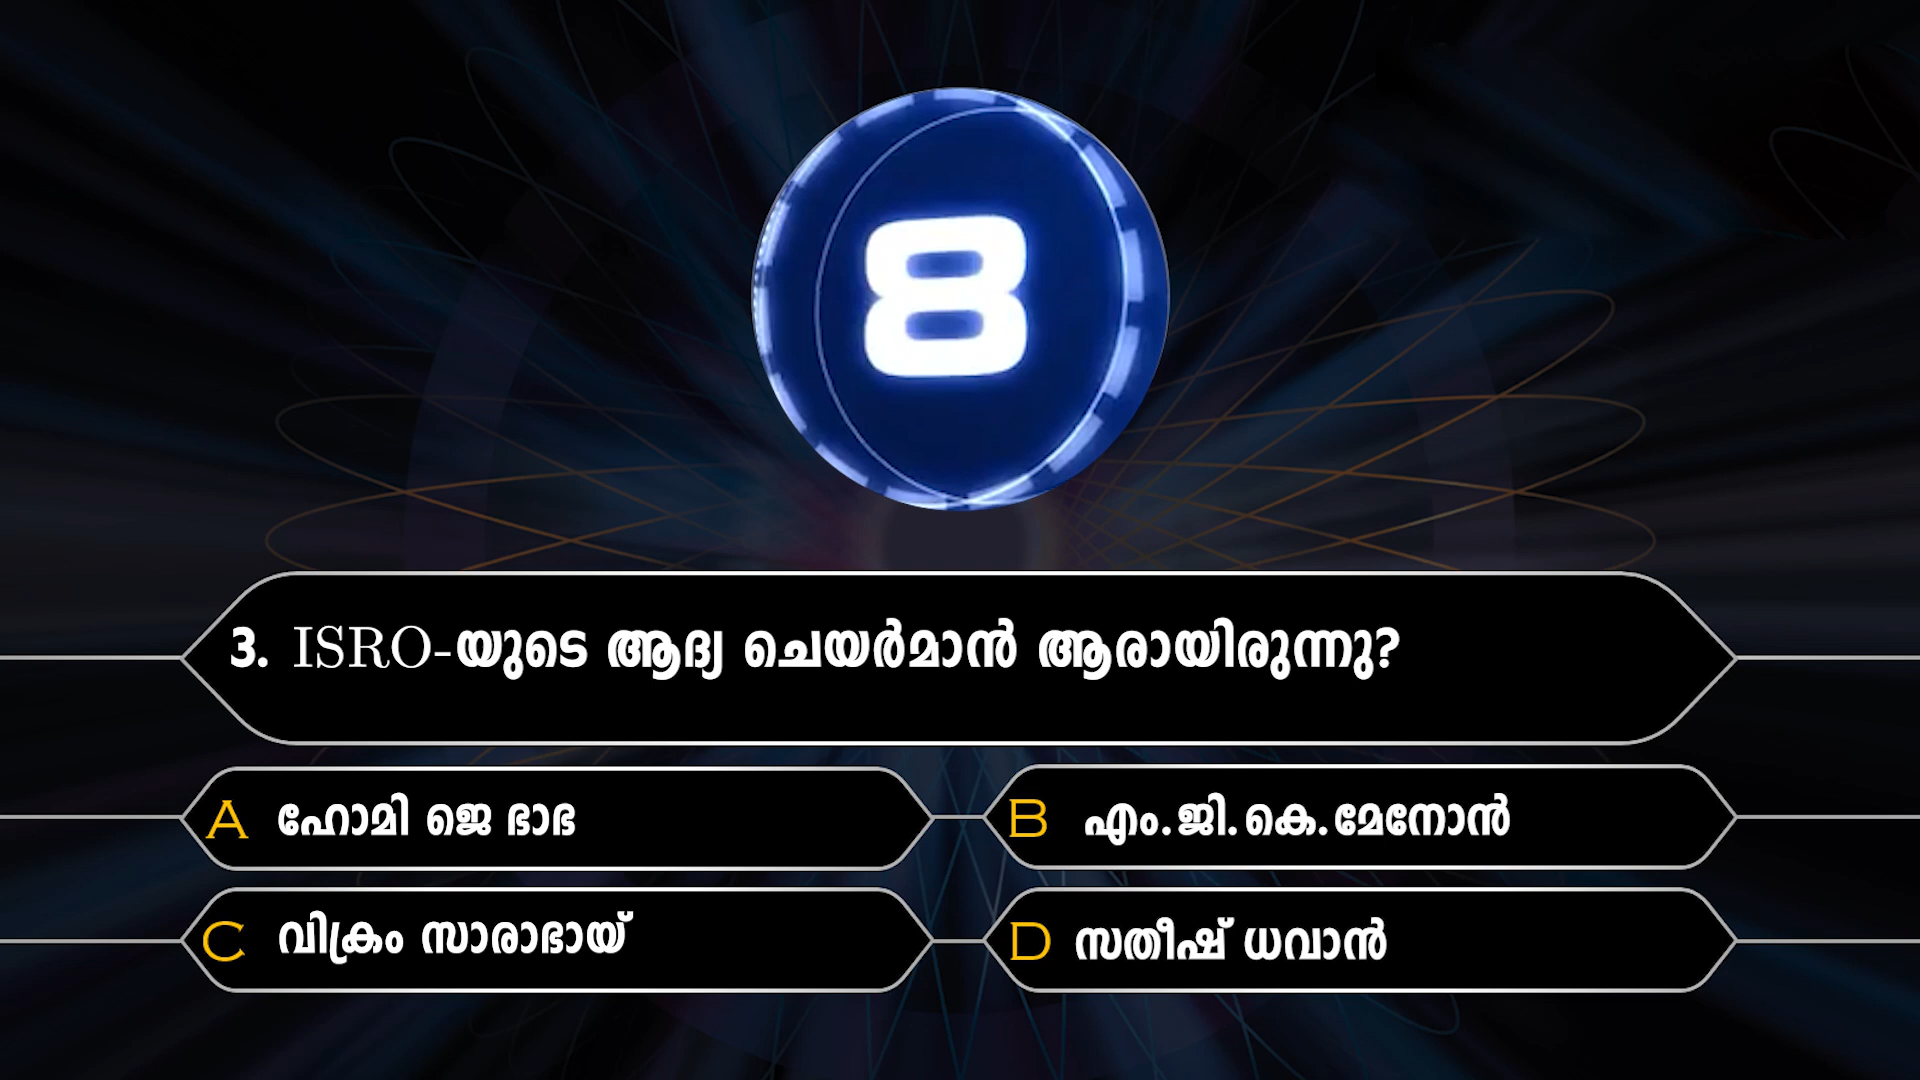 8
3. ISRO-യുടെ ആദ്യ ചെയർമാൻ ആരായിരുന്നു?
A ഹോമി ജെ ഭാഭ
B എം.ജി.കെ.മേനോൻ
C വിക്രം സാരാഭായ്
D സതീഷ് ധവാൻ